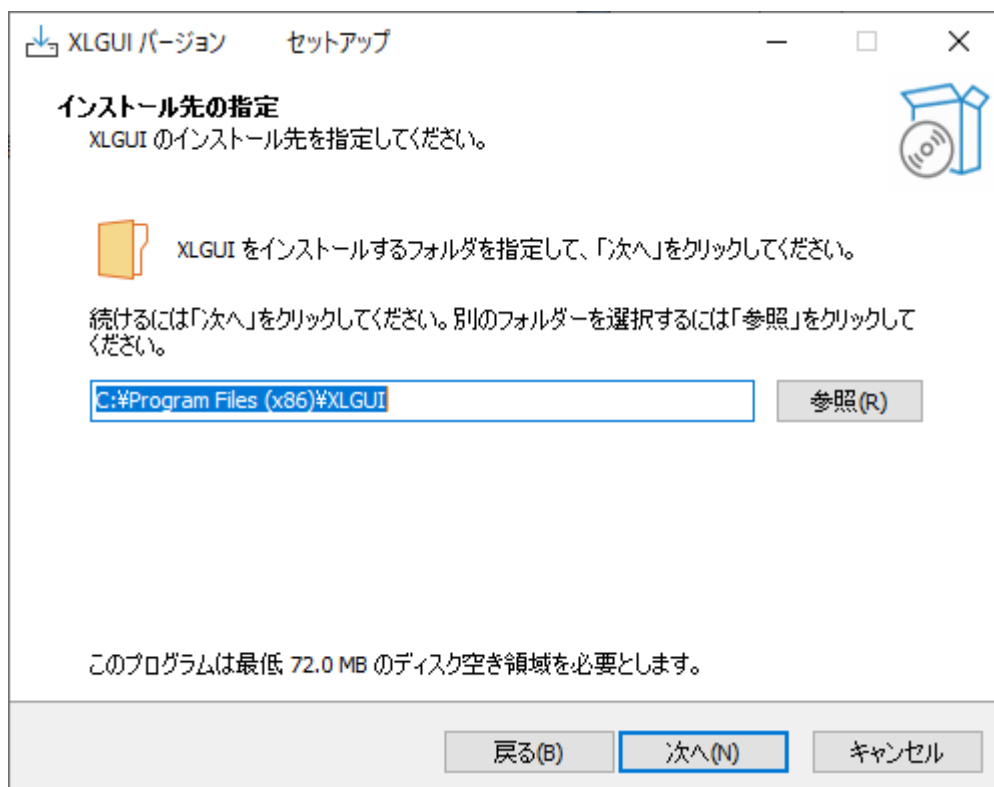 XLGUI バージョン セットアップ
インストール先の指定
XLGUI のインストール先を指定してください。
XLGUI をインストールするフォルダを指定して、「次へ」をクリックしてください。
続けるには「次へ」をクリックしてください。別のフォルダーを選択するには「参照」をクリックして
ください。
C:¥Program Files (x86)¥XLGUI
参照(R)
このプログラムは最低 72.0 MB のディスク空き領域を必要とします。
戻る(B)
次へ(N)
キャンセル